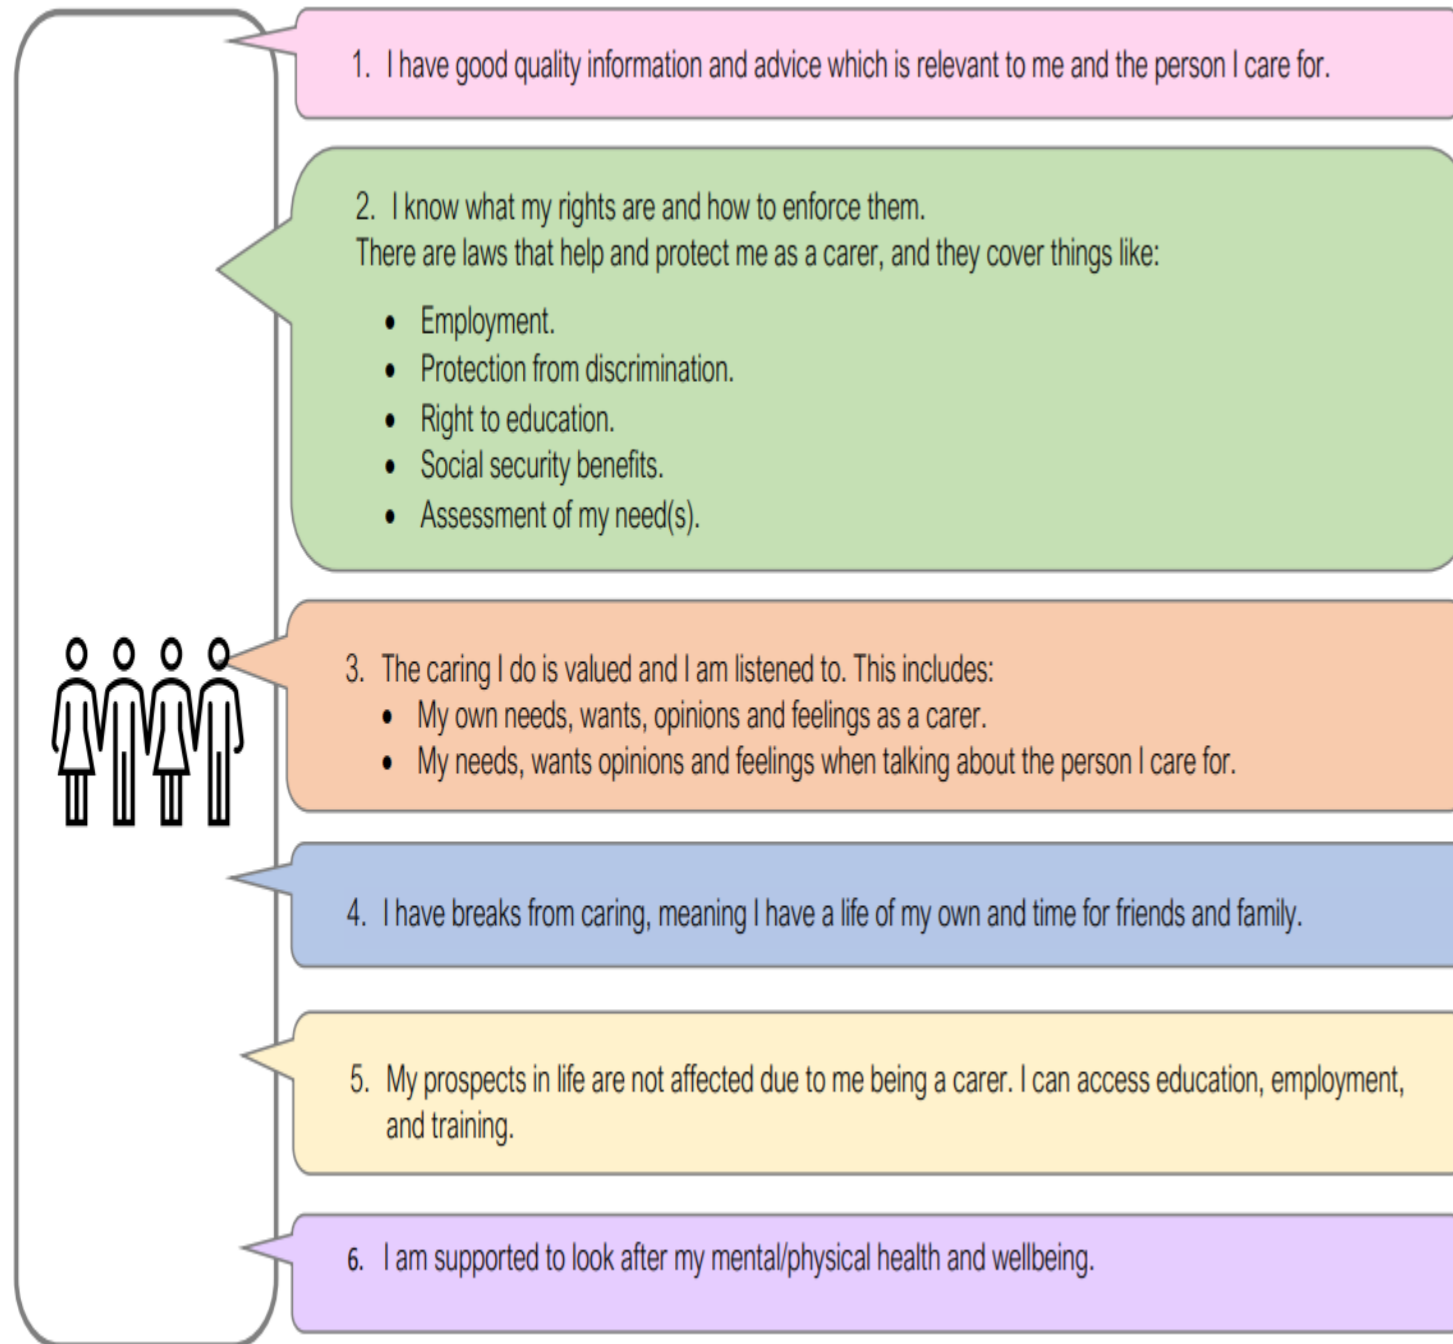 1. I have good quality information and advice which is relevant to me and the person I care for.
2. I know what my rights are and how to enforce them.
There are laws that help and protect me as a carer, and they cover things like:
• Employment.
• Protection from discrimination.
• Right to education.
• Social security benefits.
• Assessment of my need(s).
3. The caring I do is valued and I am listened to. This includes:
• My own needs, wants, opinions and feelings as a carer.
• My needs, wants opinions and feelings when talking about the person I care for.
4. I have breaks from caring, meaning I have a life of my own and time for friends and family.
5. My prospects in life are not affected due to me being a carer. I can access education, employment,
and training.
6. I am supported to look after my mental/physical health and wellbeing.